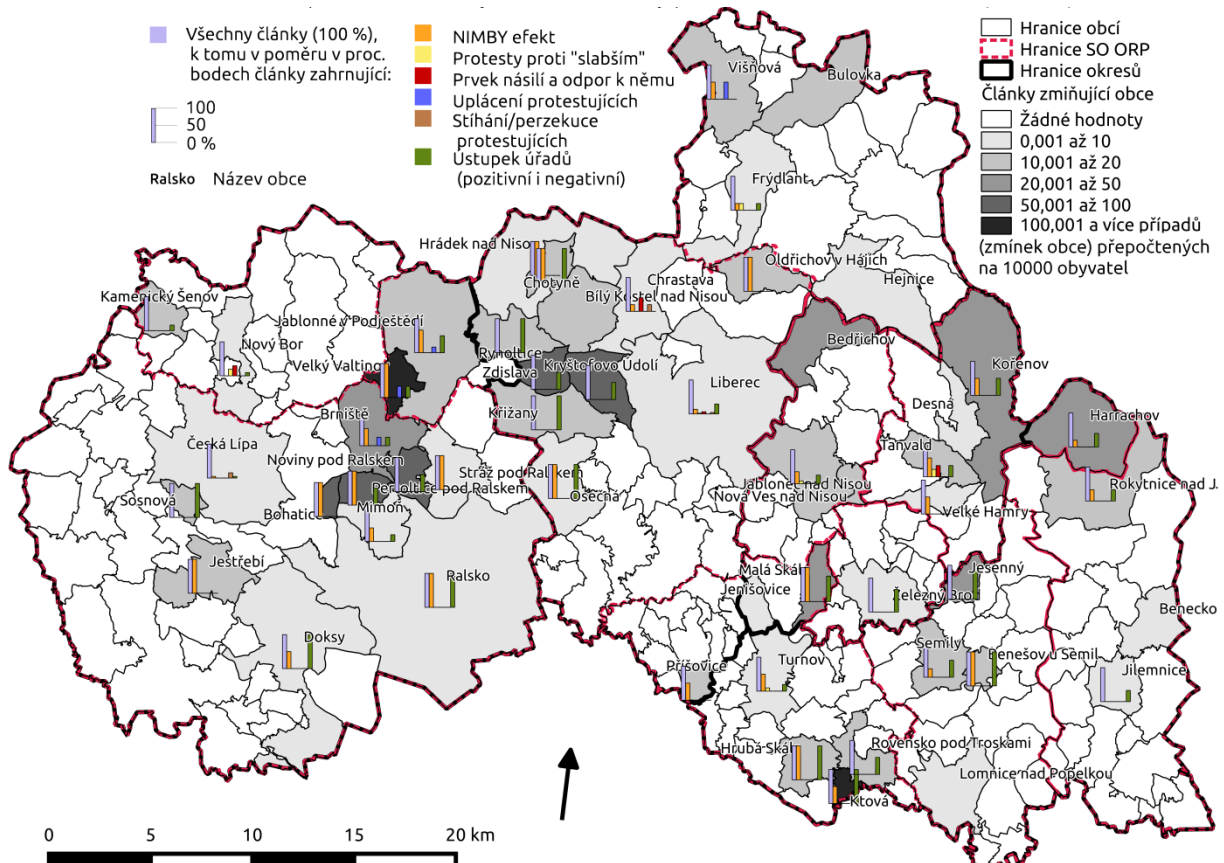 Všechny články (100 %),
k tomu v poměru v proc.
bodech články zahrnující:
100
50
0 %
Ralsko Název obce
NIMBY efekt
Protesty proti "slabším"
Prvek násilí a odpor k němu
Uplácení protestujících
Stíhání/perzekuce
protestujících
Ústupek úřadů
(pozitivní i negativní)
Hranice obcí
Hranice SO ORP
Hranice okresů
Články zmiňující obce
Žádné hodnoty
0,001 až 10
10,001 až 20
20,001 až 50
50,001 až 100
100,001 a více případů
(zmínek obce) přepočtených
na 10000 obyvatel
Višňová
Bulovka
Frýdlant
Hrádek nad Niso
Oldřichov v Hájích
Hejnice
Chotyně
Chrastava
Bílý Kostel nad Nisou
Kamenický Šenov
Jablonné v Podještědí
Nový Bor
Rynoltice
Velký Valtin
Zdislava
Kryštofovo Údolí
Bedřichov
Kořenov
Liberec
Desná
Harrachov
Brniště
Křižany
Česká Lípa
Tanvald
Noviny pod Ralskem
Stráž pod Ralskem
Jablonec nad Nisou
Rokytnice nad J.
Sosnová
Pertoltice pod Ralskem
Osečná
Nová Ves nad Nisou
Bohatice
Mimoň
Velké Hamry
Jestřebí
Ralsko
Malá Skál
Jesenný
Jenišovice
Železný Bro
Benecko
Doksy
Semily
Benešov u Semil
Příšovice
Turnov
Jilemnice
Hrubá Skál
Rovensko pod Troskami
Lomnice nad Popelkou
Ktová
0 5 10 15 20 km